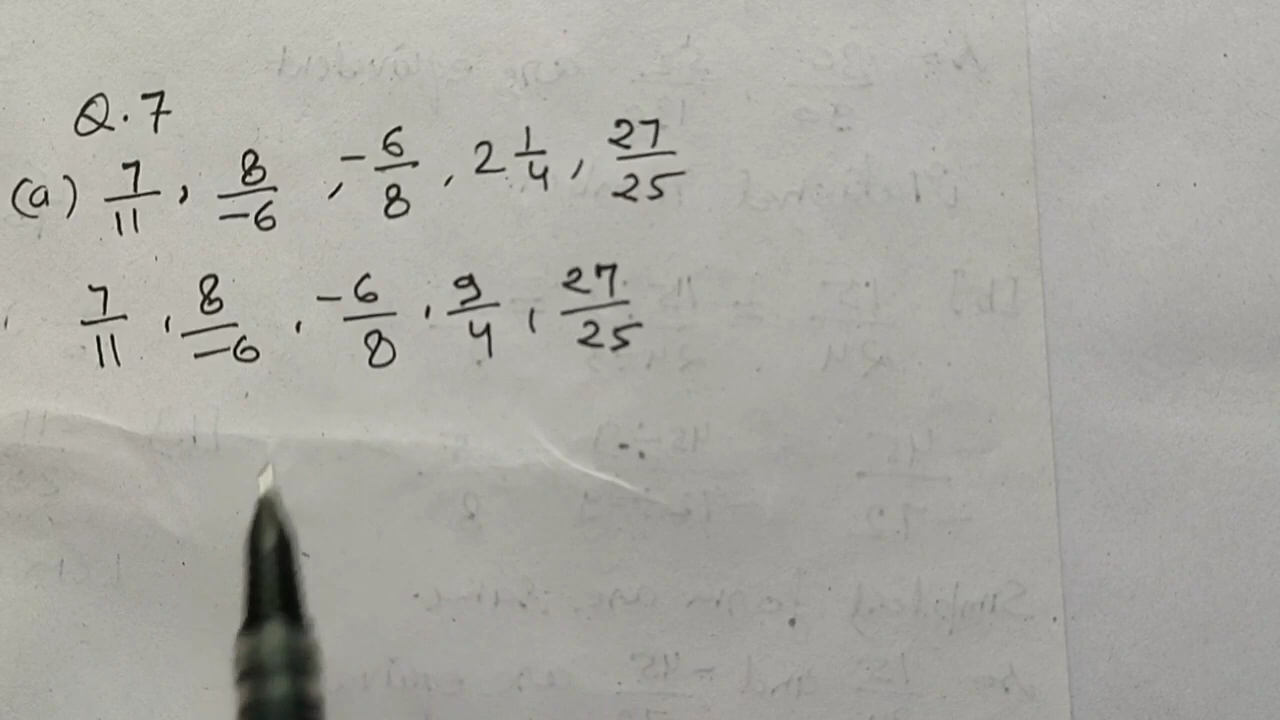 Q.7
(a) 7/11, 8/-6, -6/8, 2 1/4, 27/25
7/11, 8/-6, -6/8, 9/4, 27/25